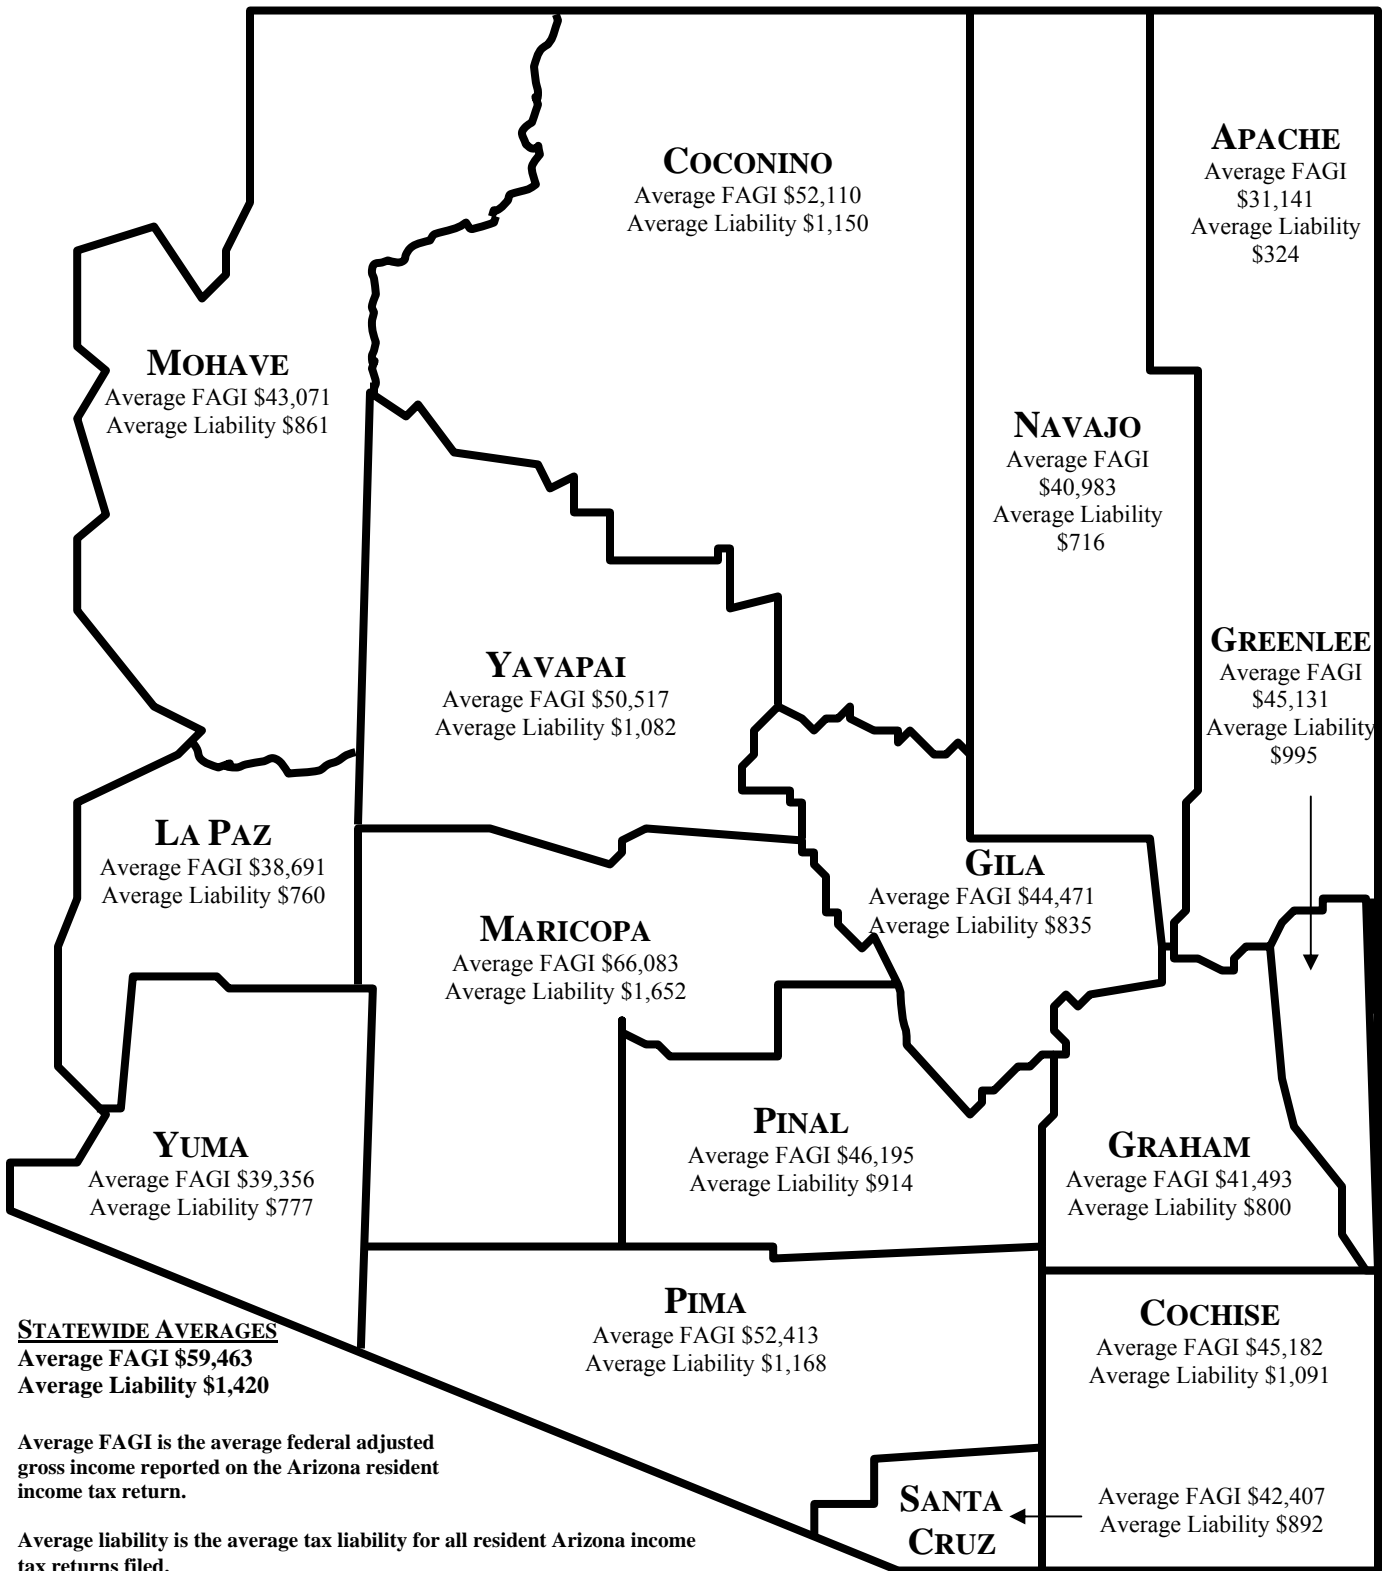 COCONINO
Average FAGI $52,110
Average Liability $1,150
APACHE
Average FAGI
$31,141
Average Liability
$324
MOHAVE
Average FAGI $43,071
Average Liability $861
NAVAJO
Average FAGI
$40,983
Average Liability
$716
YAVAPAI
Average FAGI $50,517
Average Liability $1,082
GREENLEE
Average FAGI
$45,131
Average Liability
$995
LA PAZ
Average FAGI $38,691
Average Liability $760
GILA
Average FAGI $44,471
Average Liability $835
MARICOPA
Average FAGI $66,083
Average Liability $1,652
PINAL
Average FAGI $46,195
Average Liability $914
YUMA
Average FAGI $39,356
Average Liability $777
GRAHAM
Average FAGI $41,493
Average Liability $800
PIMA
Average FAGI $52,413
Average Liability $1,168
COCHISE
Average FAGI $45,182
Average Liability $1,091
SANTA
CRUZ
Average FAGI $42,407
Average Liability $892
STATEWIDE AVERAGES
Average FAGI $59,463
Average Liability $1,420
Average FAGI is the average federal adjusted
gross income reported on the Arizona resident
income tax return.
Average liability is the average tax liability for all resident Arizona income
tax returns filed.